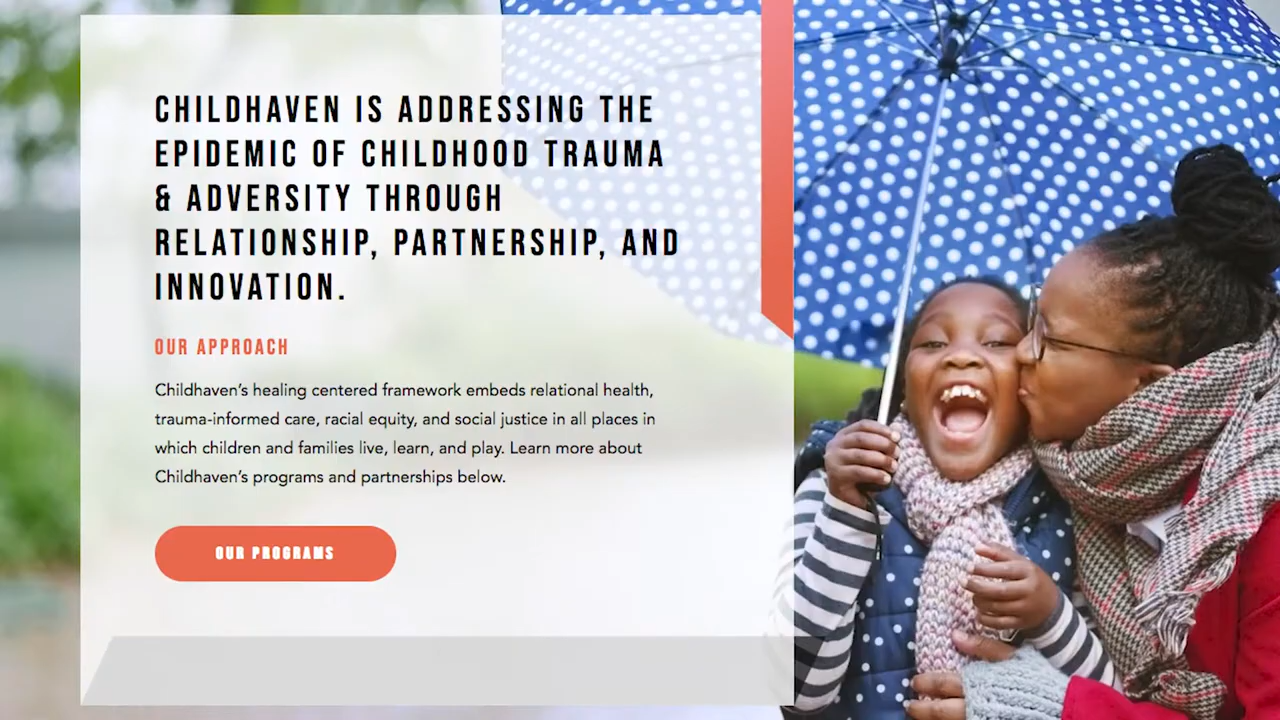 CHILDHAVEN IS ADDRESSING THE
EPIDEMIC OF CHILDHOOD TRAUMA
& ADVERSITY THROUGH
RELATIONSHIP, PARTNERSHIP, AND
INNOVATION.
OUR APPROACH
Childhaven’s healing centered framework embeds relational health,
trauma-informed care, racial equity, and social justice in all places in
which children and families live, learn, and play. Learn more about
Childhaven’s programs and partnerships below.
OUR PROGRAMS